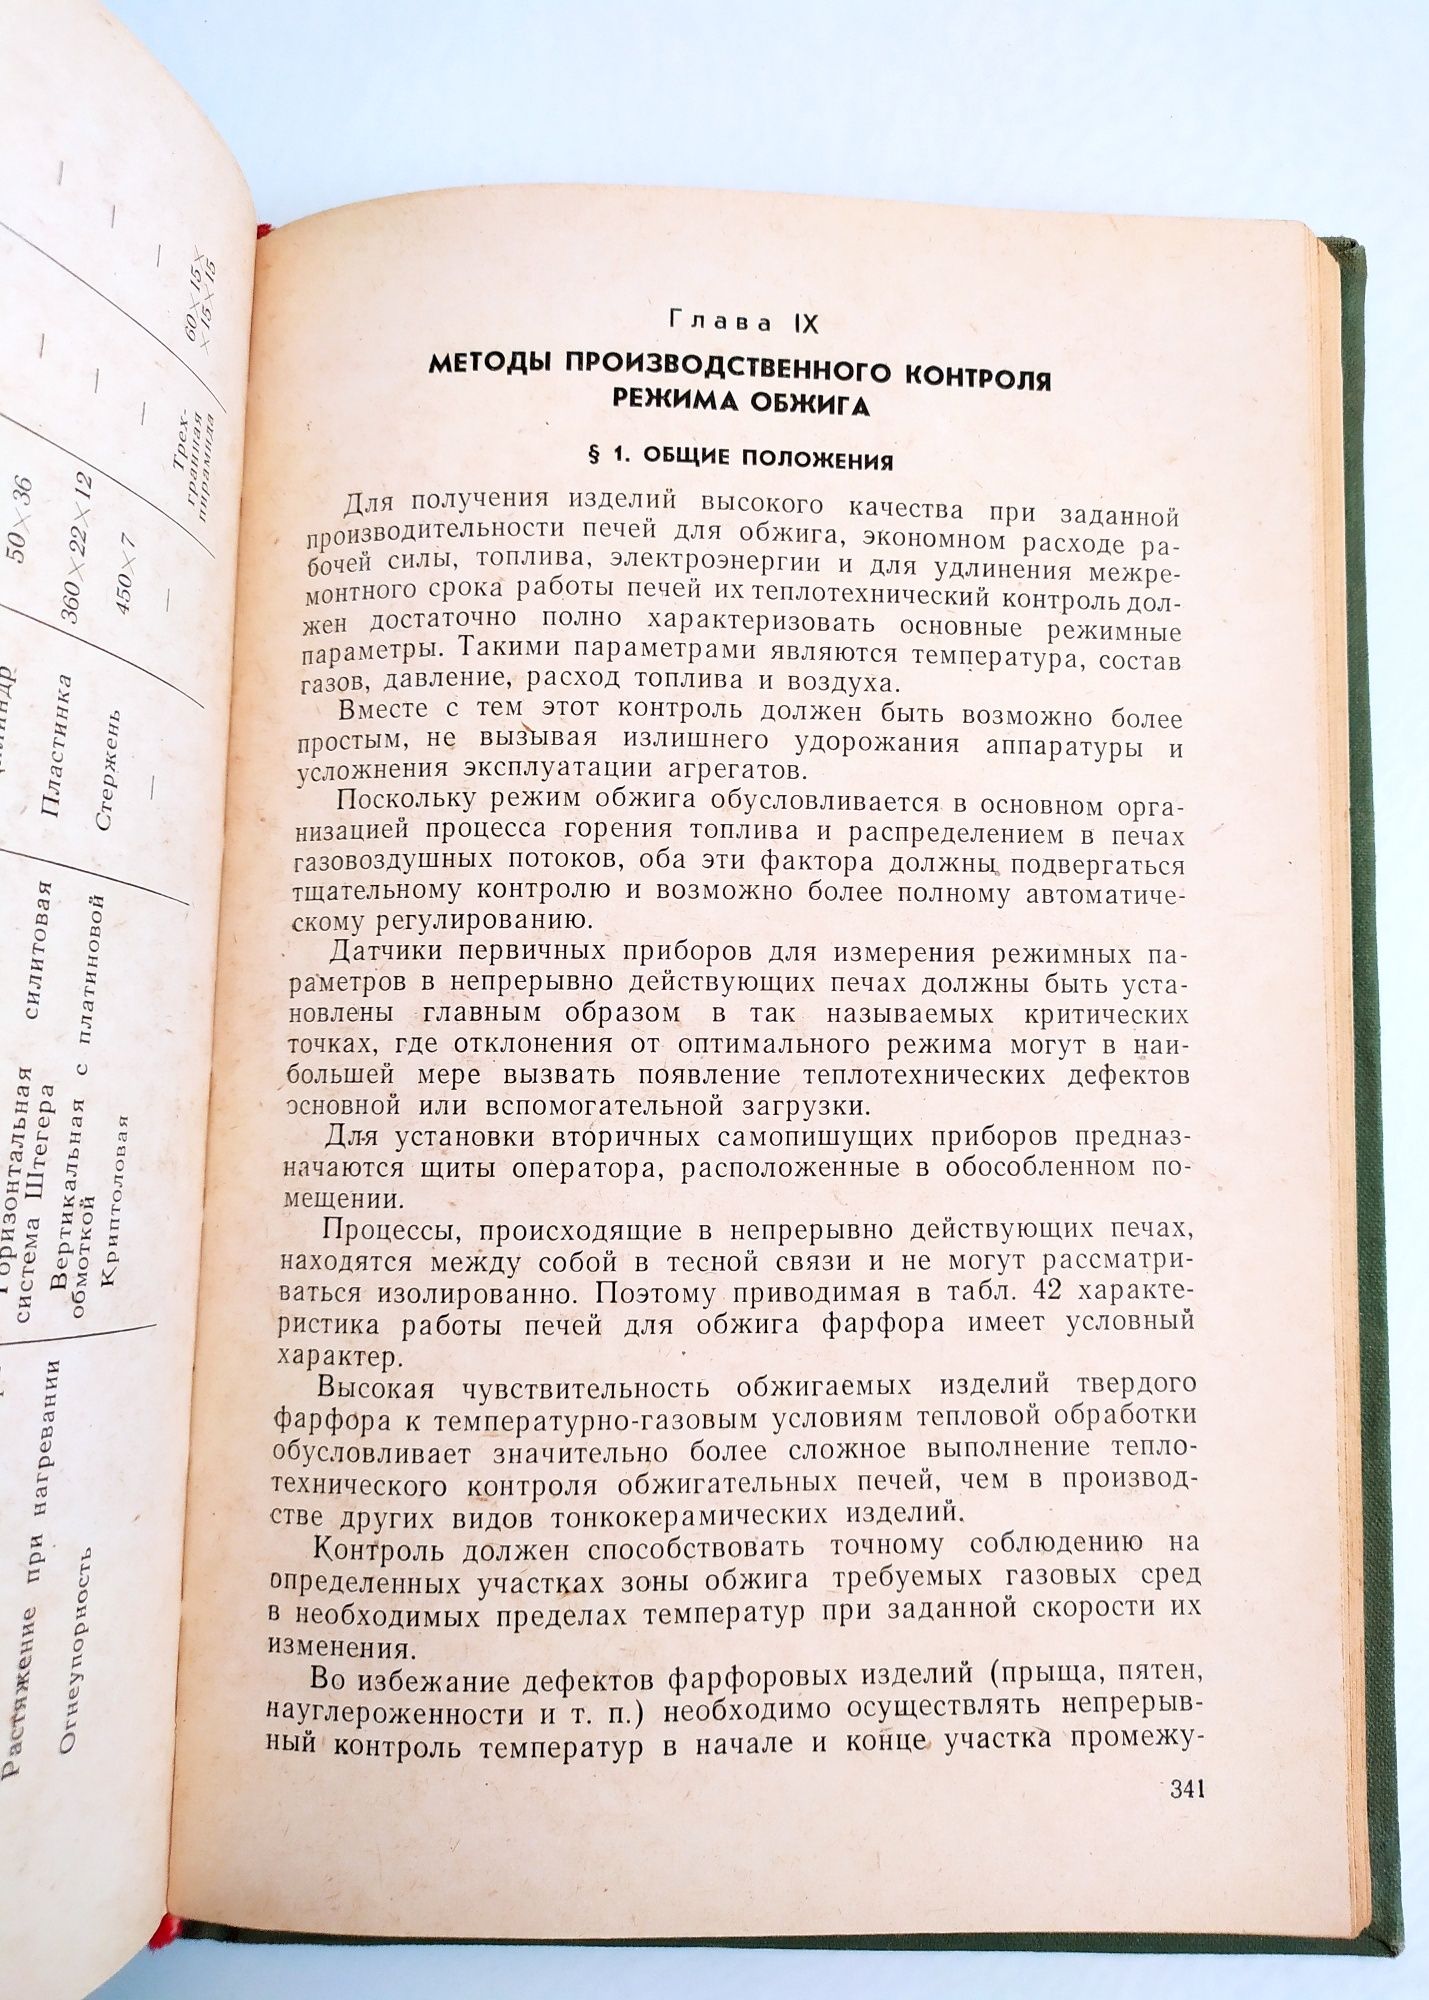 60×15×
×15×15
Трех-
гранная
пирамида
50×36
360×22×12
450×7
Пластинка
Стержень
силитовая
Горизонтальная
система Штегера
Вертикальная с платиновой
обмоткой
Криптоловая
Растяжение при нагревании
Огнеупорность
Глава IX
МЕТОДЫ ПРОИЗВОДСТВЕННОГО КОНТРОЛЯ
РЕЖИМА ОБЖИГА
§ 1. ОБЩИЕ ПОЛОЖЕНИЯ
Для получения изделий высокого качества при заданной
производительности печей для обжига, экономном расходе ра-
бочей силы, топлива, электроэнергии и для удлинения межре-
монтного срока работы печей их теплотехнический контроль дол-
жен достаточно полно характеризовать основные режимные
параметры. Такими параметрами являются температура, состав
газов, давление, расход топлива и воздуха.
Вместе с тем этот контроль должен быть возможно более
простым, не вызывая излишнего удорожания аппаратуры и
усложнения эксплуатации агрегатов.
Поскольку режим обжига обусловливается в основном орга-
низацией процесса горения топлива и распределением в печах
газовоздушных потоков, оба эти фактора должны подвергаться
тщательному контролю и возможно более полному автоматиче-
скому регулированию.
Датчики первичных приборов для измерения режимных па-
раметров в непрерывно действующих печах должны быть уста-
новлены главным образом в так называемых критических
точках, где отклонения от оптимального режима могут в наи-
большей мере вызвать появление теплотехнических дефектов
основной или вспомогательной загрузки.
Для установки вторичных самопишущих приборов предназ-
начаются щиты оператора, расположенные в обособленном по-
мещении.
Процессы, происходящие в непрерывно действующих печах,
находятся между собой в тесной связи и не могут рассматри-
ваться изолированно. Поэтому приводимая в табл. 42 характе-
ристика работы печей для обжига фарфора имеет условный
характер.
Высокая чувствительность обжигаемых изделий твердого
фарфора к температурно-газовым условиям тепловой обработки
обусловливает значительно более сложное выполнение тепло-
технического контроля обжигательных печей, чем в производ-
стве других видов тонкокерамических изделий.
Контроль должен способствовать точному соблюдению на
определенных участках зоны обжига требуемых газовых сред
в необходимых пределах температур при заданной скорости их
изменения.
Во избежание дефектов фарфоровых изделий (прыща, пятен,
науглероженности и т. п.) необходимо осуществлять непрерыв-
ный контроль температур в начале и конце участка промежу-
341